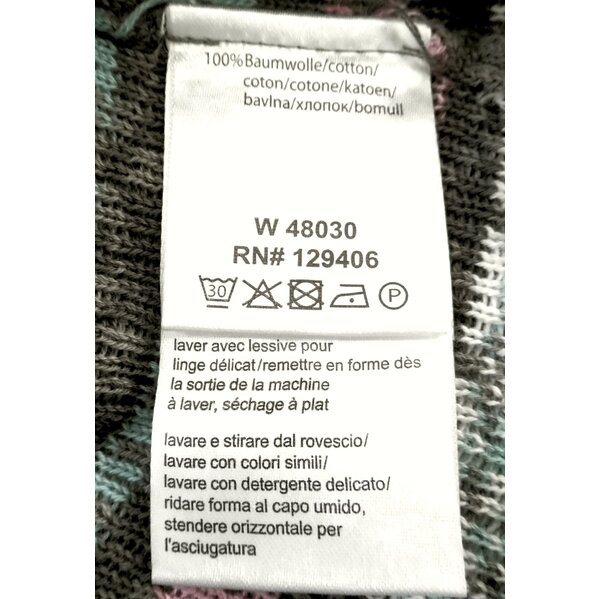 100%Baumwolle/cotton/
coton/cotone/katoen/
bavlna/хлопок/bomull
W 48030
RN# 129406
30 P
laver avec lessive pour
linge délicat/remettre en forme dès
la sortie de la machine
à laver, séchage à plat
lavare e stirare dal rovescio/
lavare con colori simili/
lavare con detergente delicato/
ridare forma al capo umido,
stendere orizzontale per
l'asciugatura